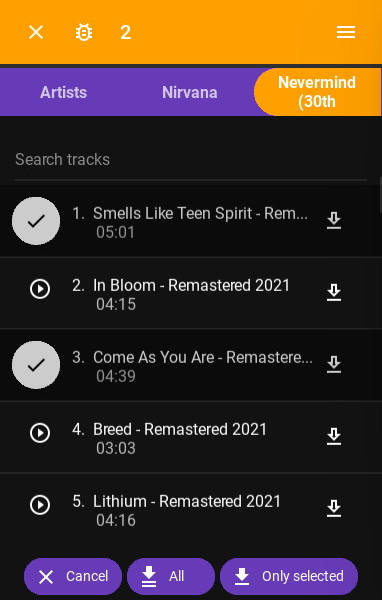 2
Artists
Nirvana
Nevermind
(30th
Search tracks
1. Smells Like Teen Spirit - Rem...
05:01
2. In Bloom - Remastered 2021
04:15
3. Come As You Are - Remastere...
04:39
4. Breed - Remastered 2021
03:03
5. Lithium - Remastered 2021
04:16
Cancel
All
Only selected